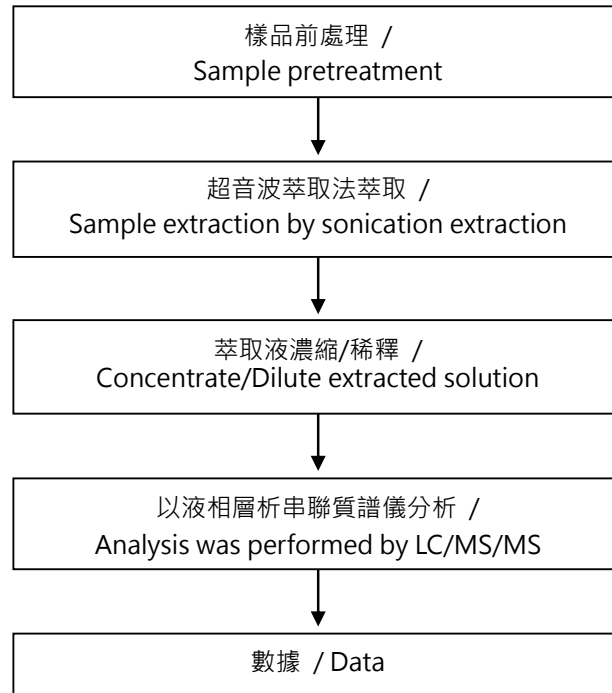 樣品前處理 /
Sample pretreatment
超音波萃取法萃取 /
Sample extraction by sonication extraction
萃取液濃縮/稀釋 /
Concentrate/Dilute extracted solution
以液相層析串聯質譜儀分析 /
Analysis was performed by LC/MS/MS
數據 / Data